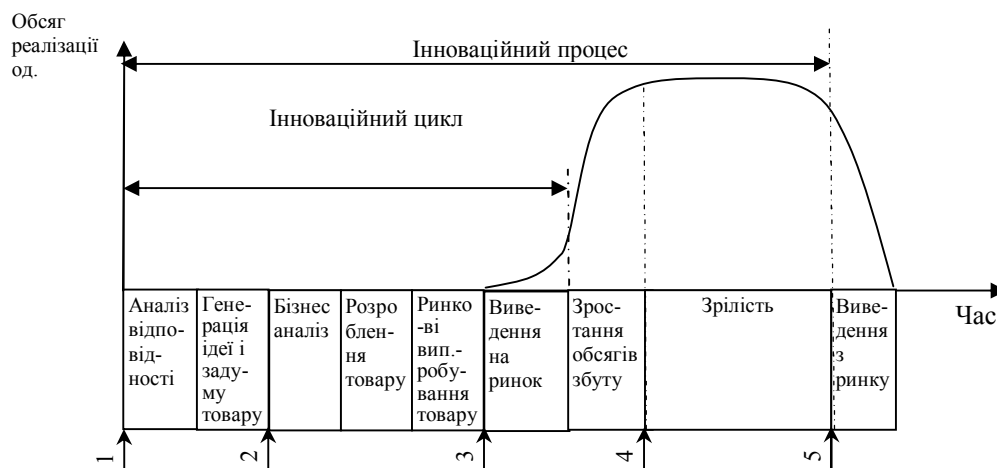 Обсяг
реалізації
од.
Інноваційний процес
Інноваційний цикл
Аналіз
відпо-
від-
ності
Гене-
рація
ідеї і
заду-
му
товару
Бізнес
аналіз
Розро
блен-
ня
товару
Ринко
-ві
вип.-
робу-
вання
товару
Виве-
дення
на
ринок
Зрос-
тання
обсягів
збуту
Зрілість
Виве-
дення
з
ринку
Час
1
2
3
4
5